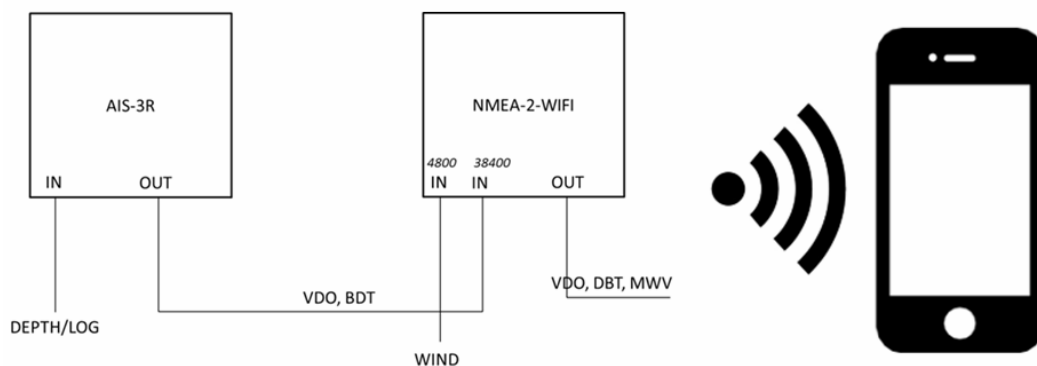 AIS-3R
IN OUT
DEPTH/LOG
VDO, BDT
NMEA-2-WIFI
4800 38400
IN IN OUT
WIND
VDO, DBT, MWV